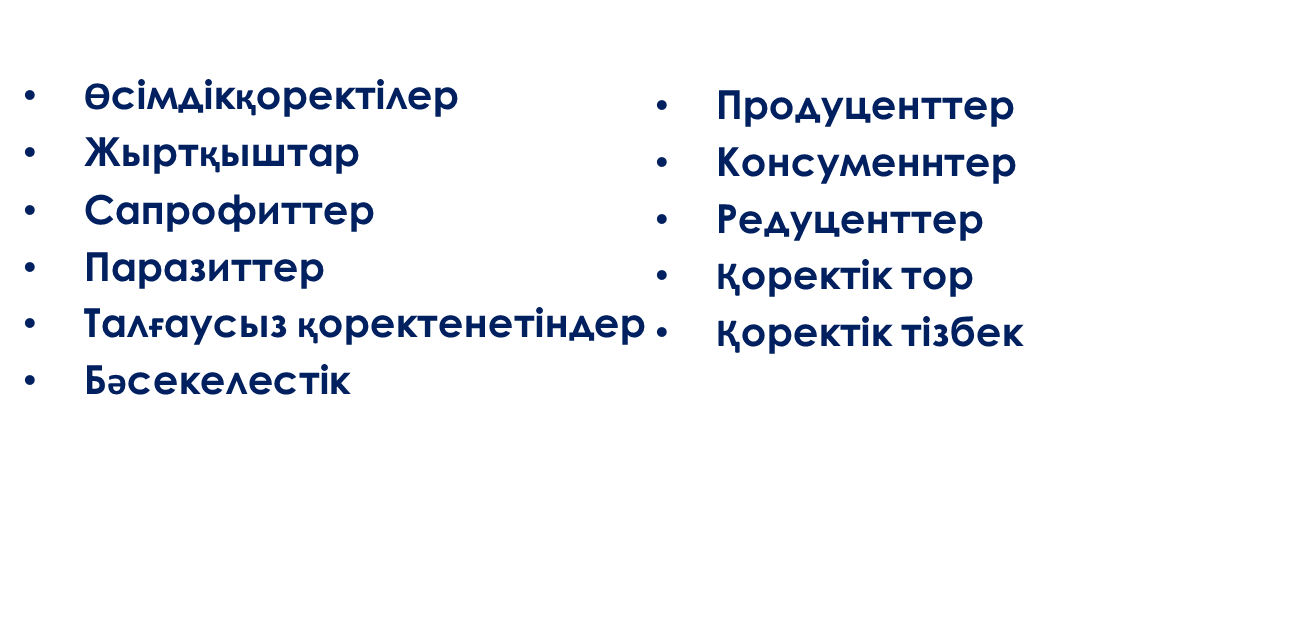 • Өсімдікқоректілер
• Жыртқыштар
• Сапрофиттер
• Паразиттер
• Талғаусыз қоректенетіндер
• Бәсекелестік
• Продуценттер
• Консуменнтер
• Редуценттер
• Қоректік тор
• Қоректік тізбек